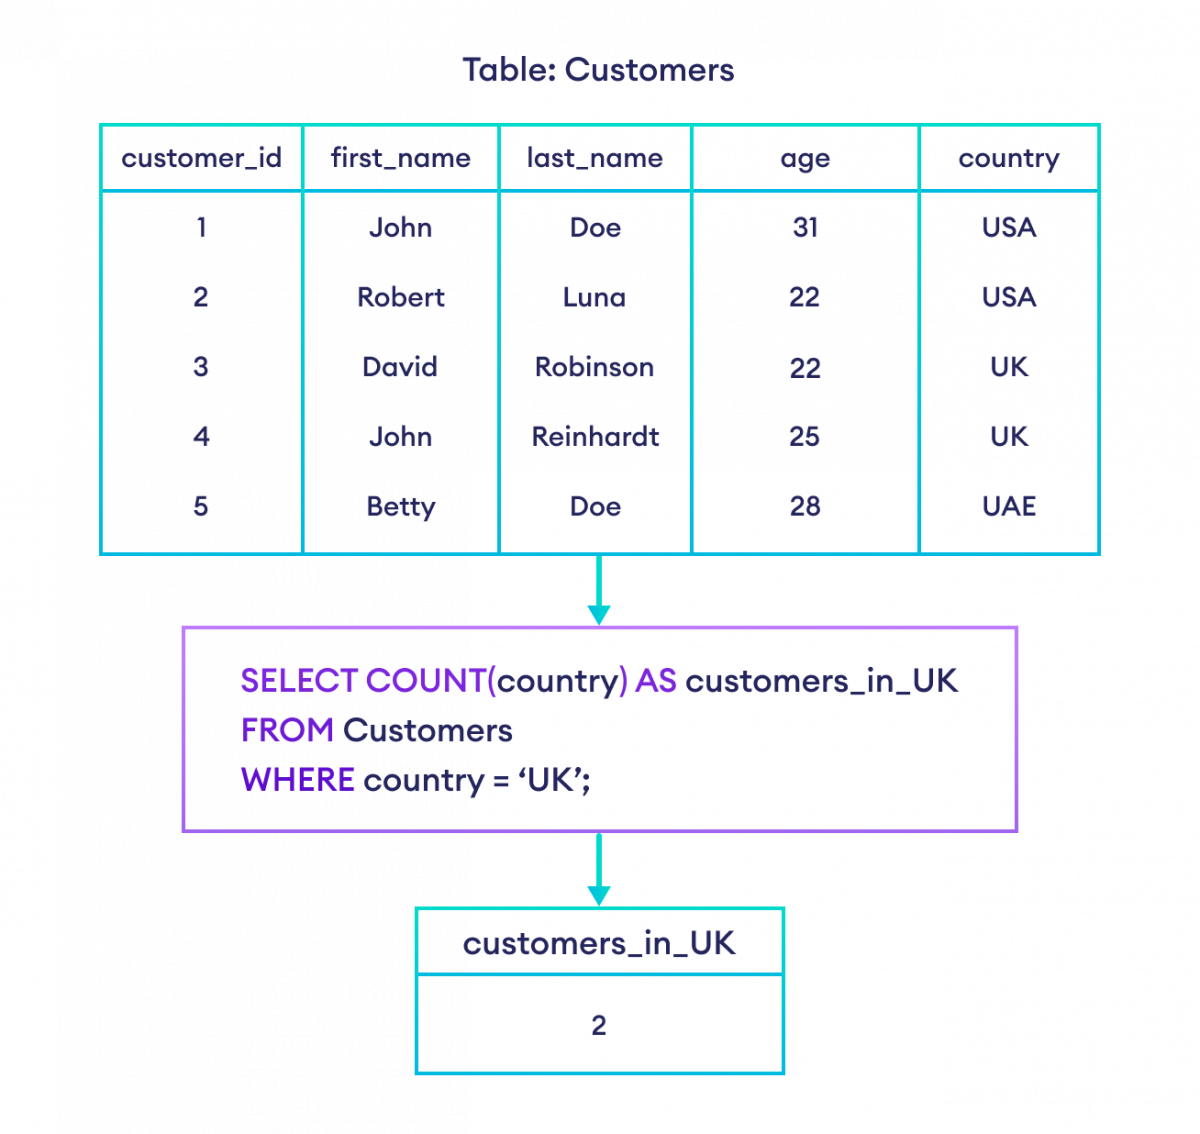 Table: Customers
customer_id first_name last_name age country
1 John Doe 31 USA
2 Robert Luna 22 USA
3 David Robinson 22 UK
4 John Reinhardt 25 UK
5 Betty Doe 28 UAE
SELECT COUNT(country) AS customers_in_UK
FROM Customers
WHERE country = ‘UK’;
customers_in_UK
2